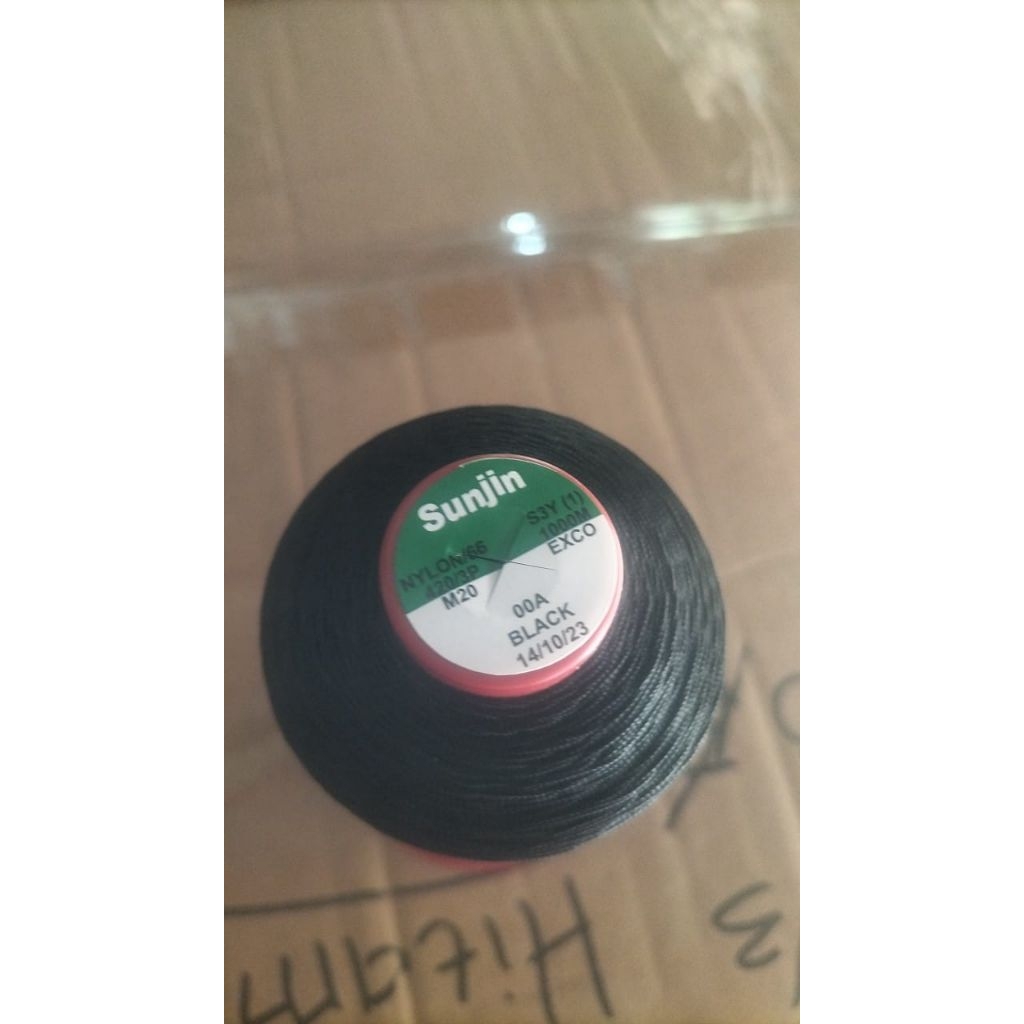 Sunjin
NYLON/66
420/3P
M20
S3Y (1)
1000M
EXCO
00A
BLACK
14/10/23
Hitam